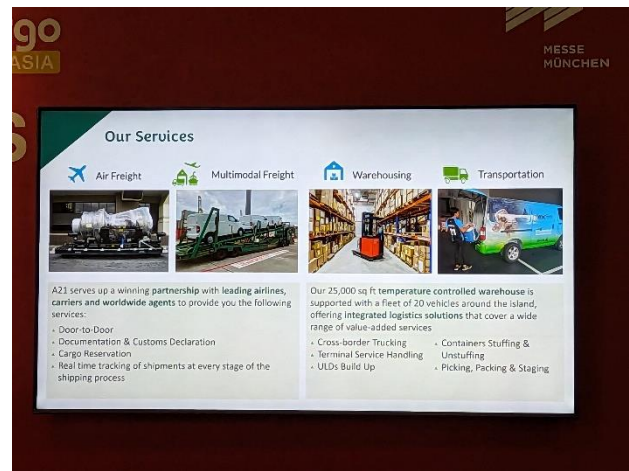 go
ASIA
S
MESSE
MÜNCHEN
Our Services
Air Freight
Multimodal Freight
Warehousing
Transportation
A21 serves up a winning partnership with leading airlines,
carriers and worldwide agents to provide you the following
services:
- Door-to-Door
- Documentation & Customs Declaration
- Cargo Reservation
- Real time tracking of shipments at every stage of the
shipping process
Our 25,000 sq ft temperature controlled warehouse is
supported with a fleet of 20 vehicles around the island,
offering integrated logistics solutions that cover a wide
range of value-added services
- Cross-border Trucking
- Terminal Service Handling
- ULDs Build Up
- Containers Stuffing &
Unstuffing
- Picking, Packing & Staging